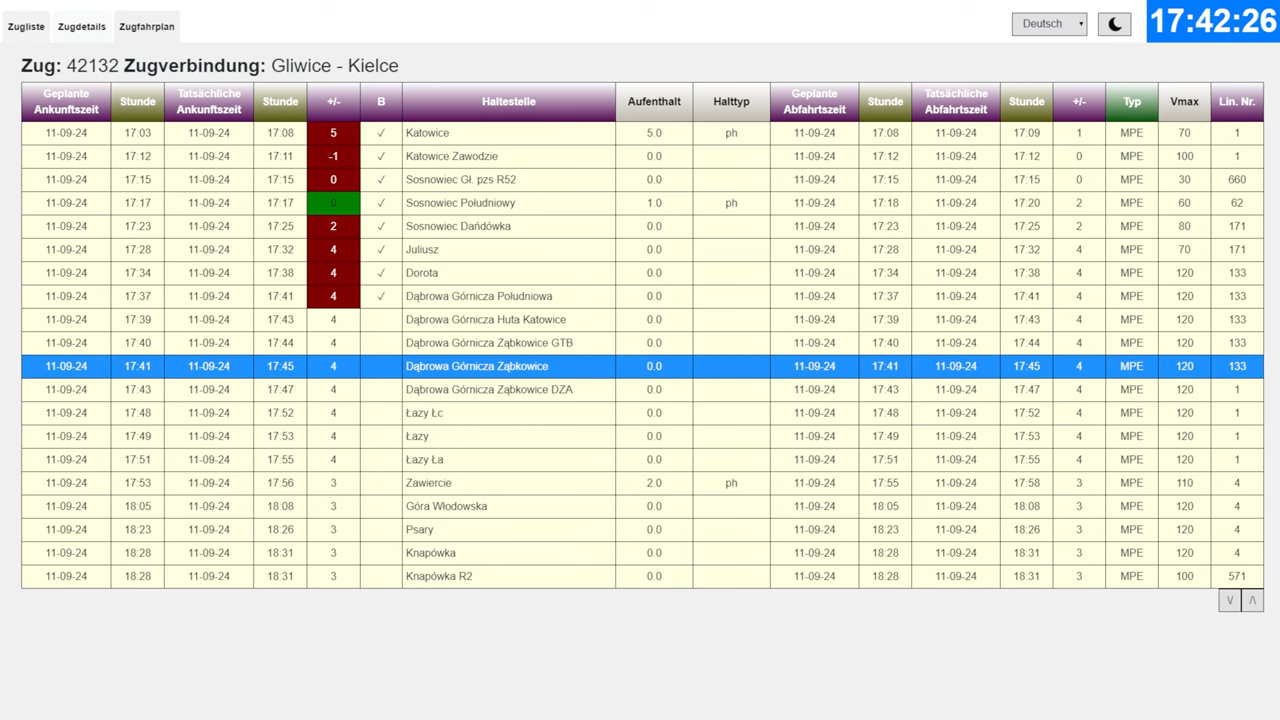 Zugliste Zugdetails Zugfahrplan Deutsch 17:42:26
Zug: 42132 Zugverbindung: Gliwice - Kielce
Geplante Ankunftszeit Stunde Tatsächliche Ankunftszeit Stunde +/- B Haltestelle Aufenthalt Halttyp Geplante Abfahrtszeit Stunde Tatsächliche Abfahrtszeit Stunde +/- Typ Vmax Lin. Nr.
11-09-24 17:03 11-09-24 17:08 5 ✓ Katowice 5.0 ph 11-09-24 17:08 11-09-24 17:09 1 MPE 70 1
11-09-24 17:12 11-09-24 17:11 -1 ✓ Katowice Zawodzie 0.0 11-09-24 17:12 11-09-24 17:12 0 MPE 100 1
11-09-24 17:15 11-09-24 17:15 0 ✓ Sosnowiec Gł. pzs R52 0.0 11-09-24 17:15 11-09-24 17:15 0 MPE 30 660
11-09-24 17:17 11-09-24 17:17 0 ✓ Sosnowiec Południowy 1.0 ph 11-09-24 17:18 11-09-24 17:20 2 MPE 60 62
11-09-24 17:23 11-09-24 17:25 2 ✓ Sosnowiec Dańdówka 0.0 11-09-24 17:23 11-09-24 17:25 2 MPE 80 171
11-09-24 17:28 11-09-24 17:32 4 ✓ Juliusz 0.0 11-09-24 17:28 11-09-24 17:32 4 MPE 70 171
11-09-24 17:34 11-09-24 17:38 4 ✓ Dorota 0.0 11-09-24 17:34 11-09-24 17:38 4 MPE 120 133
11-09-24 17:37 11-09-24 17:41 4 ✓ Dąbrowa Górnicza Południowa 0.0 11-09-24 17:37 11-09-24 17:41 4 MPE 120 133
11-09-24 17:39 11-09-24 17:43 4 Dąbrowa Górnicza Huta Katowice 0.0 11-09-24 17:39 11-09-24 17:43 4 MPE 120 133
11-09-24 17:40 11-09-24 17:44 4 Dąbrowa Górnicza Ząbkowice GTB 0.0 11-09-24 17:40 11-09-24 17:44 4 MPE 120 133
11-09-24 17:41 11-09-24 17:45 4 Dąbrowa Górnicza Ząbkowice 0.0 11-09-24 17:41 11-09-24 17:45 4 MPE 120 133
11-09-24 17:43 11-09-24 17:47 4 Dąbrowa Górnicza Ząbkowice DZA 0.0 11-09-24 17:43 11-09-24 17:47 4 MPE 120 1
11-09-24 17:48 11-09-24 17:52 4 Łazy Łc 0.0 11-09-24 17:48 11-09-24 17:52 4 MPE 120 1
11-09-24 17:49 11-09-24 17:53 4 Łazy 0.0 11-09-24 17:49 11-09-24 17:53 4 MPE 120 1
11-09-24 17:51 11-09-24 17:55 4 Łazy Ła 0.0 11-09-24 17:51 11-09-24 17:55 4 MPE 120 1
11-09-24 17:53 11-09-24 17:56 3 Zawiercie 2.0 ph 11-09-24 17:55 11-09-24 17:58 3 MPE 110 4
11-09-24 18:05 11-09-24 18:08 3 Góra Włodowska 0.0 11-09-24 18:05 11-09-24 18:08 3 MPE 120 4
11-09-24 18:23 11-09-24 18:26 3 Psary 0.0 11-09-24 18:23 11-09-24 18:26 3 MPE 120 4
11-09-24 18:28 11-09-24 18:31 3 Knapówka 0.0 11-09-24 18:28 11-09-24 18:31 3 MPE 120 4
11-09-24 18:28 11-09-24 18:31 3 Knapówka R2 0.0 11-09-24 18:28 11-09-24 18:31 3 MPE 100 571
\/ /\